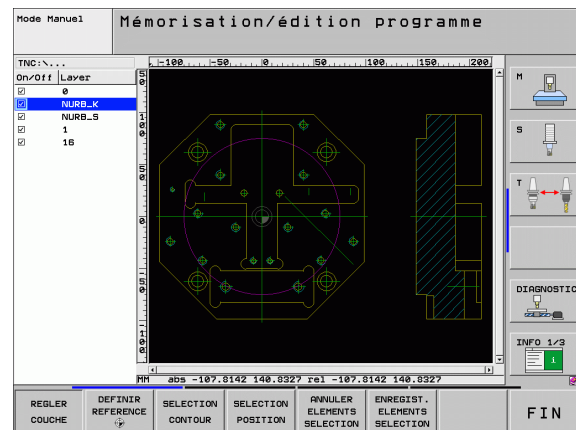 Mode Manuel
Mémorisation/édition programme
TNC:\...
On/Off Layer
0
NURB_K
NURB_S
1
16
-100 -50 0 50 100 150 200
50
100
50
0
-50
-100
M
S
T
DIAGNOSTIC
INFO 1/3
MM abs -107.8142 140.8327 rel -107.8142 140.8327
REGLER COUCHE
DEFINIR REFERENCE
SELECTION CONTOUR
SELECTION POSITION
ANNULER ELEMENTS SELECTION
ENREGIST. ELEMENTS SELECTION
FIN